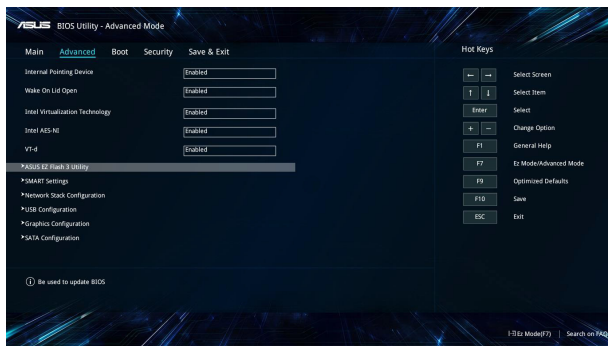 ASUS BIOS Utility - Advanced Mode
Main Advanced Boot Security Save & Exit
Internal Pointing Device Enabled
Wake On Lid Open Enabled
Intel Virtualization Technology Enabled
Intel AES-NI Enabled
VT-d Enabled
ASUS EZ Flash 3 Utility
SMART Settings
Network Stack Configuration
USB Configuration
Graphics Configuration
SATA Configuration
Be used to update BIOS
Hot Keys
← → Select Screen
↑ ↓ Select Item
Enter Select
+ - Change Option
F1 General Help
F7 Ez Mode/Advanced Mode
F9 Optimized Defaults
F10 Save
ESC Exit
Ez Mode(F7) | Search on FAQ